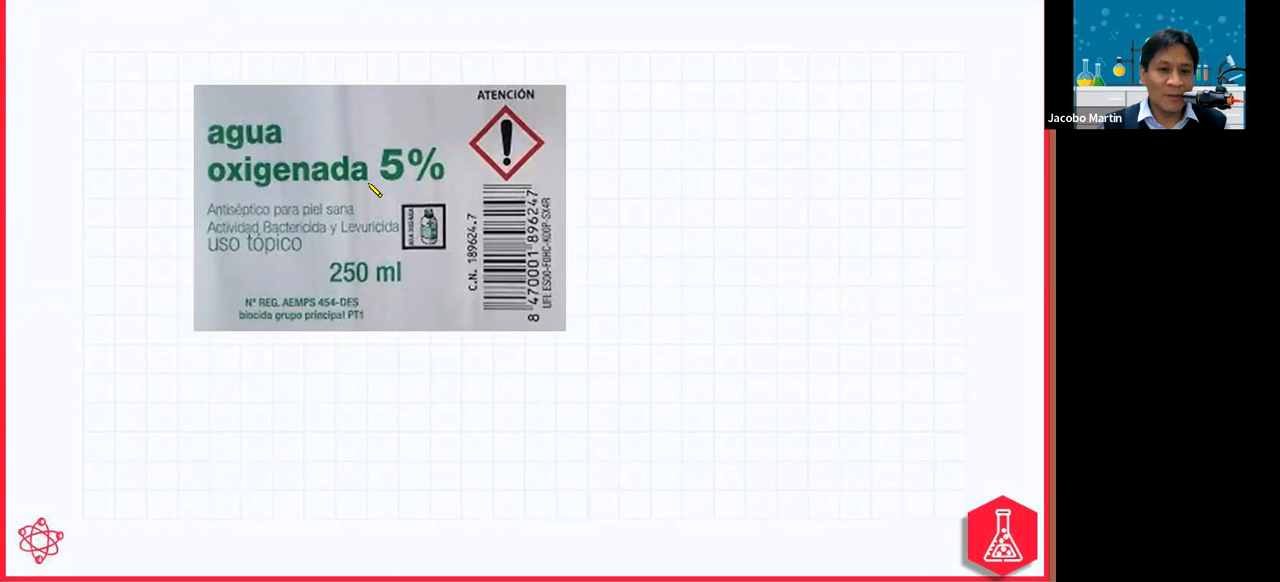 ATENCIÓN
agua
oxigenada 5%
Antiséptico para piel sana
Actividad Bactericida y Levuricida
uso tópico
250 ml
Nº REG. AEMPS 454-DES
biocida grupo principal PT1
C.N. 189624.7
8 470001 896247
Jacobo Martin